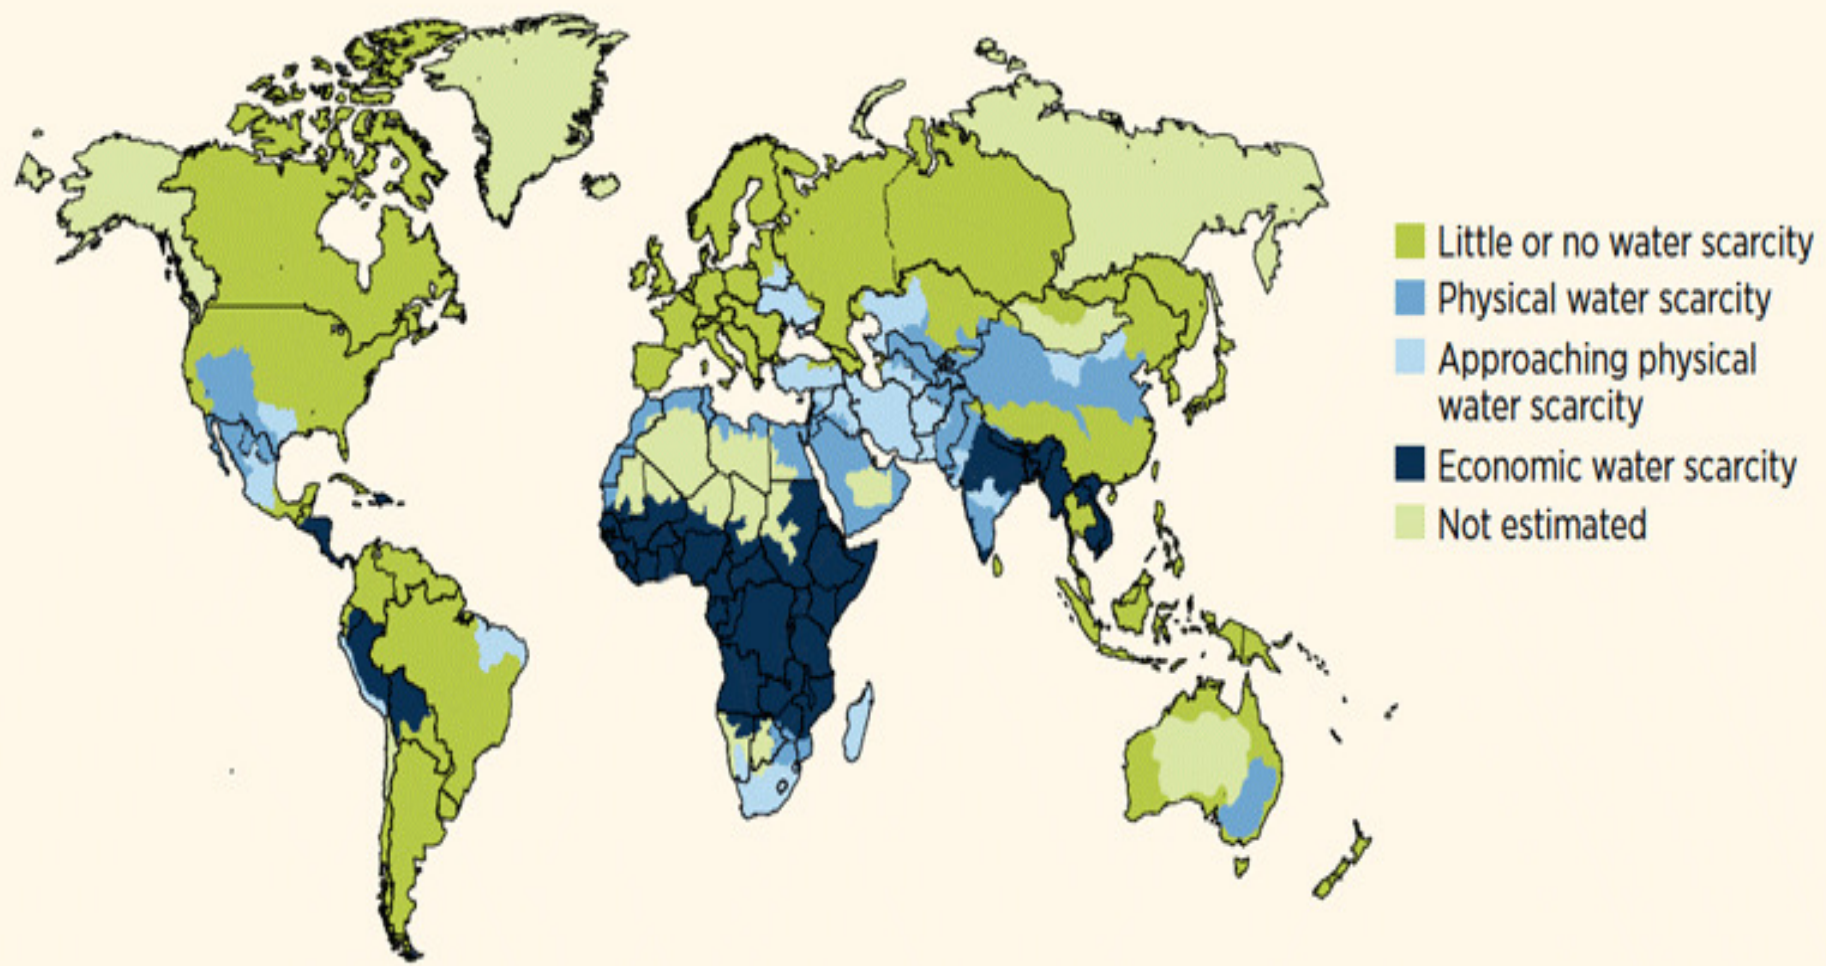 Little or no water scarcity
Physical water scarcity
Approaching physical
water scarcity
Economic water scarcity
Not estimated